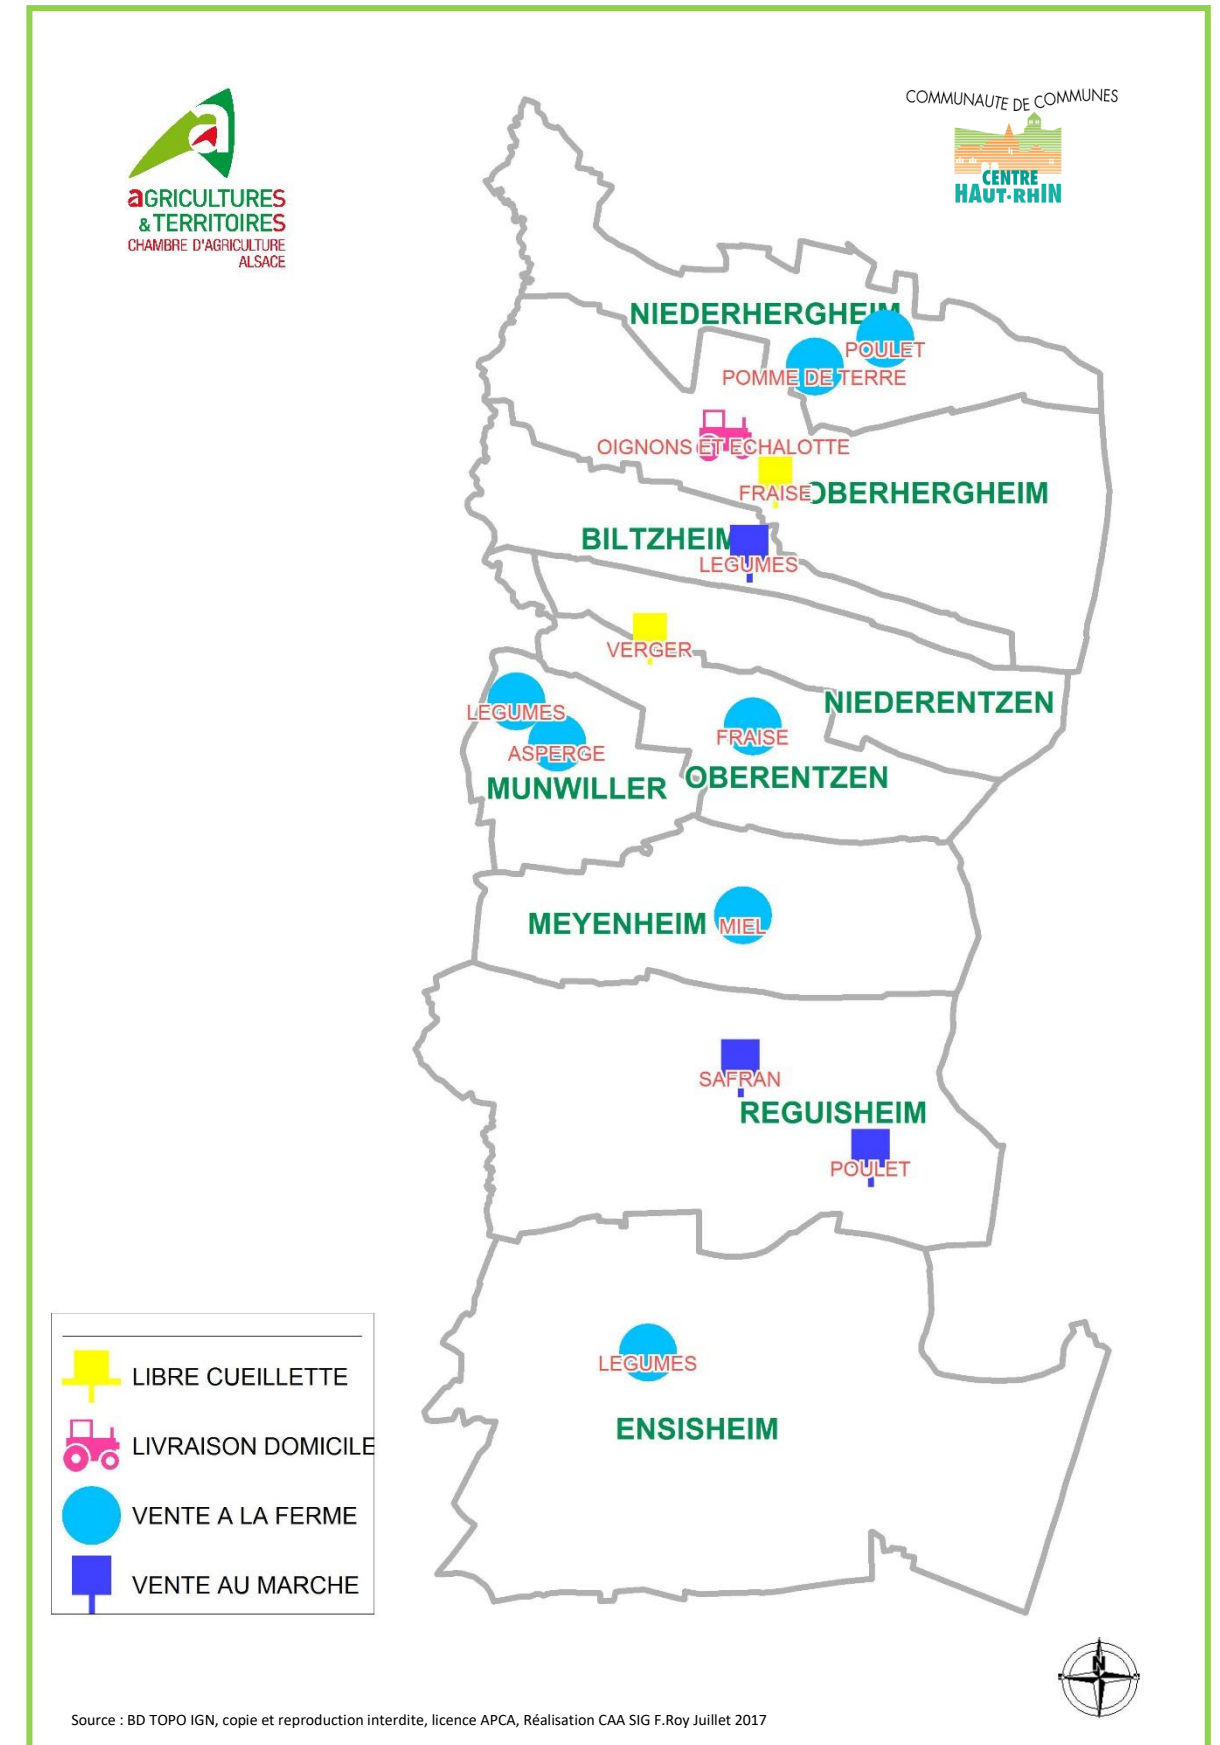 COMMUNAUTE DE COMMUNES
CENTRE
HAUT-RHIN
aGRICULTURES
& TERRITOIRES
CHAMBRE D'AGRICULTURE
ALSACE
NIEDERHERGHEIM
POULET
POMME DE TERRE
OIGNONS ET ECHALOTTE
FRAISE
OBERHERGHEIM
BILTZHEIM
LEGUMES
VERGER
NIEDERENTZEN
LEGUMES
FRAISE
ASPERGE
OBERENTZEN
MUNWILLER
MEYENHEIM
MIEL
SAFRAN
REGUISHEIM
POULET
LEGUMES
ENSISHEIM
LIBRE CUEILLETTE
LIVRAISON DOMICILE
VENTE A LA FERME
VENTE AU MARCHE
N
Source : BD TOPO IGN, copie et reproduction interdite, licence APCA, Réalisation CAA SIG F.Roy Juillet 2017